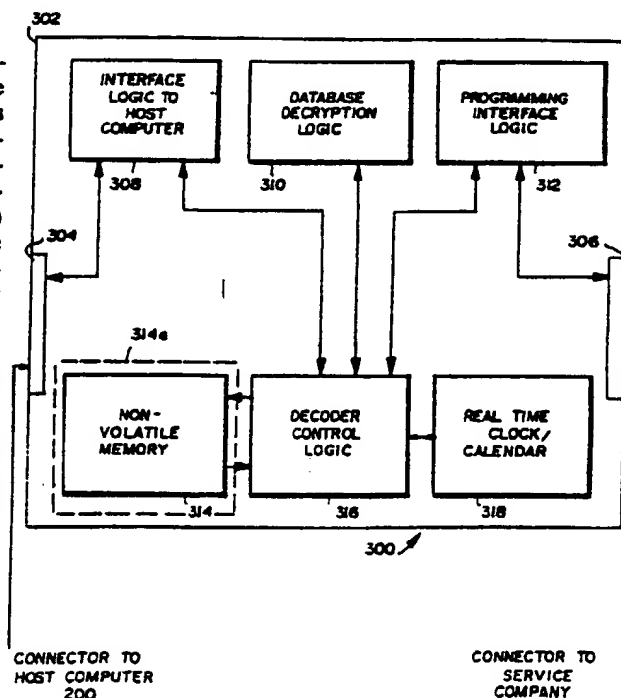 302
INTERFACE
LOGIC TO
HOST
COMPUTER
308
DATABASE
DECRYPTION
LOGIC
310
PROGRAMMING
INTERFACE
LOGIC
312
304
306
314a
NON-
VOLATILE
MEMORY
314
DECODER
CONTROL
LOGIC
316
REAL TIME
CLOCK/
CALENDAR
318
300
CONNECTOR TO
HOST COMPUTER
200
CONNECTOR TO
SERVICE
COMPANY